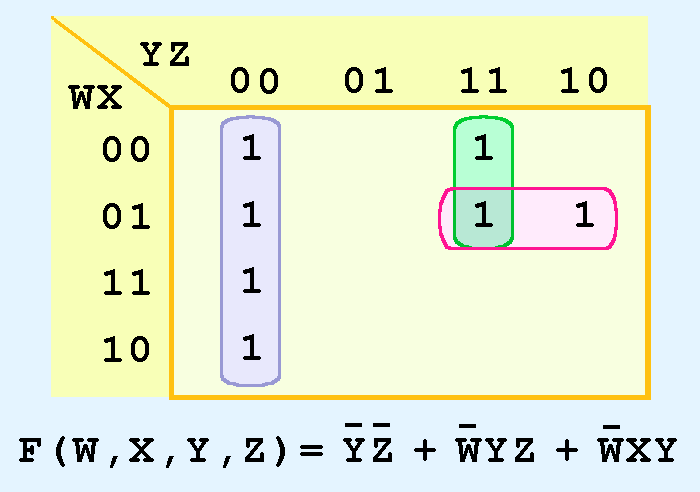 YZ
WX
00 01 11 10
00 1 1
01 1 1 1
11 1
10 1
F(W,X,Y,Z)= Y̅Z̅ + W̅YZ + W̅XY